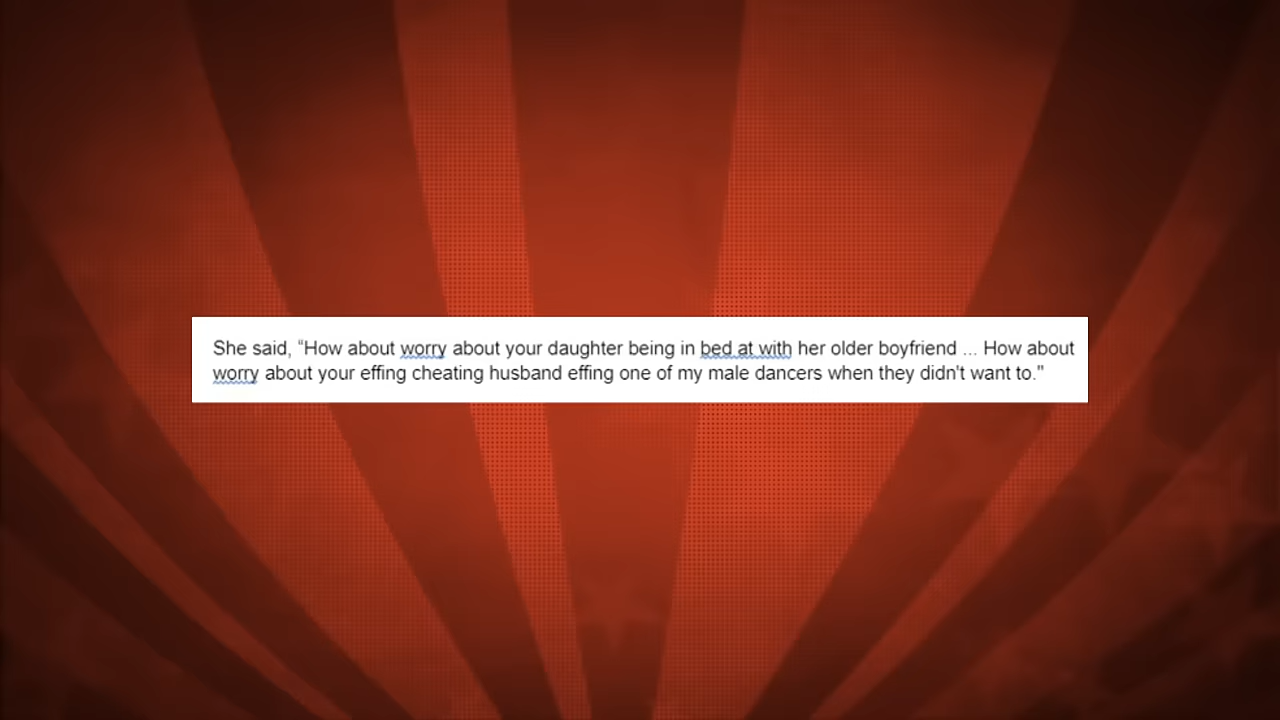 She said, “How about worry about your daughter being in bed at with her older boyfriend ... How about
worry about your effing cheating husband effing one of my male dancers when they didn't want to."